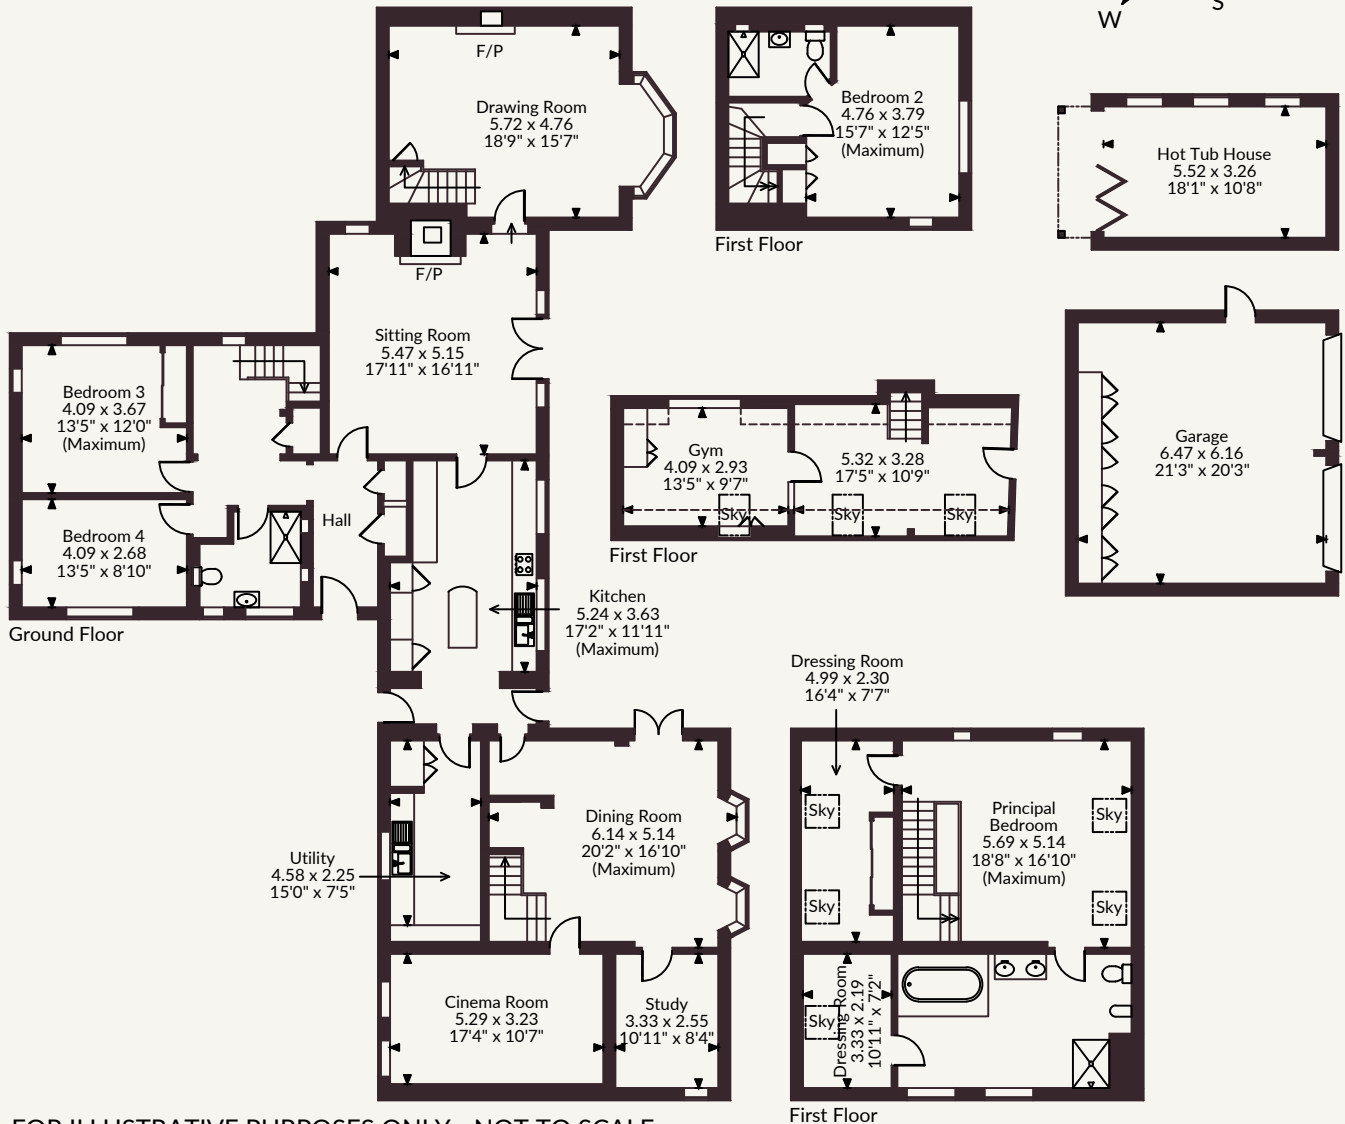 W
S
F/P
Drawing Room
5.72 x 4.76
18'9" x 15'7"
Bedroom 2
4.76 x 3.79
15'7" x 12'5"
(Maximum)
First Floor
Hot Tub House
5.52 x 3.26
18'1" x 10'8"
F/P
Sitting Room
5.47 x 5.15
17'11" x 16'11"
Bedroom 3
4.09 x 3.67
13'5" x 12'0"
(Maximum)
Hall
Bedroom 4
4.09 x 2.68
13'5" x 8'10"
Ground Floor
Gym
4.09 x 2.93
13'5" x 9'7"
Sky
5.32 x 3.28
17'5" x 10'9"
Sky
Sky
First Floor
Garage
6.47 x 6.16
21'3" x 20'3"
Kitchen
5.24 x 3.63
17'2" x 11'11"
(Maximum)
Dressing Room
4.99 x 2.30
16'4" x 7'7"
Utility
4.58 x 2.25
15'0" x 7'5"
Dining Room
6.14 x 5.14
20'2" x 16'10"
(Maximum)
Sky
Sky
Principal
Bedroom
5.69 x 5.14
18'8" x 16'10"
(Maximum)
Sky
Sky
Cinema Room
5.29 x 3.23
17'4" x 10'7"
Study
3.33 x 2.55
10'11" x 8'4"
Sky
Dressing Room
3.33 x 2.19
10'11" x 7'2"
First Floor
FOR ILLUSTRATIVE PURPOSES ONLY - NOT TO SCALE